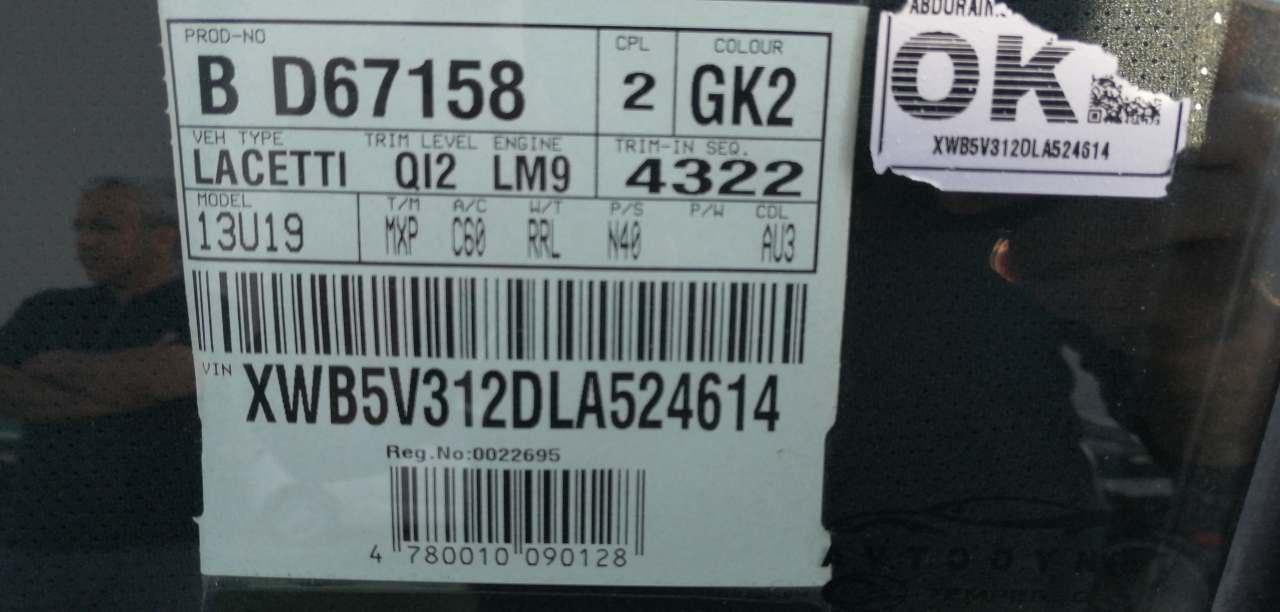 PROD-NO CPL COLOUR
B D67158 2 GK2
VEH TYPE TRIM LEVEL ENGINE TRIM-IN SEQ.
LACETTI QI2 LM9 4322
MODEL T/M A/C W/T P/S P/W CDL
13U19 MXP C60 RRL N40 AU3
VIN XWB5V312DLA524614
Reg.No:0022695
4 780010 090128
OK
XWB5V312DLA524614